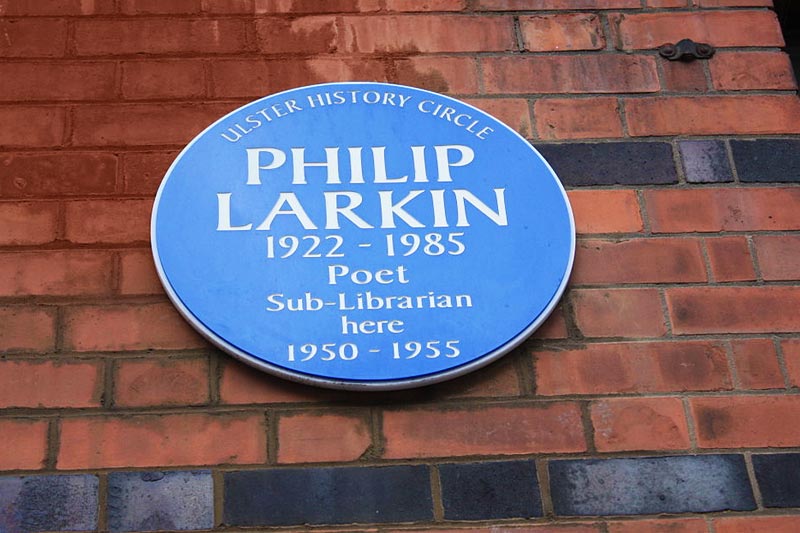 ULSTER HISTORY CIRCLE
PHILIP
LARKIN
1922 - 1985
Poet
Sub-Librarian
here
1950 - 1955